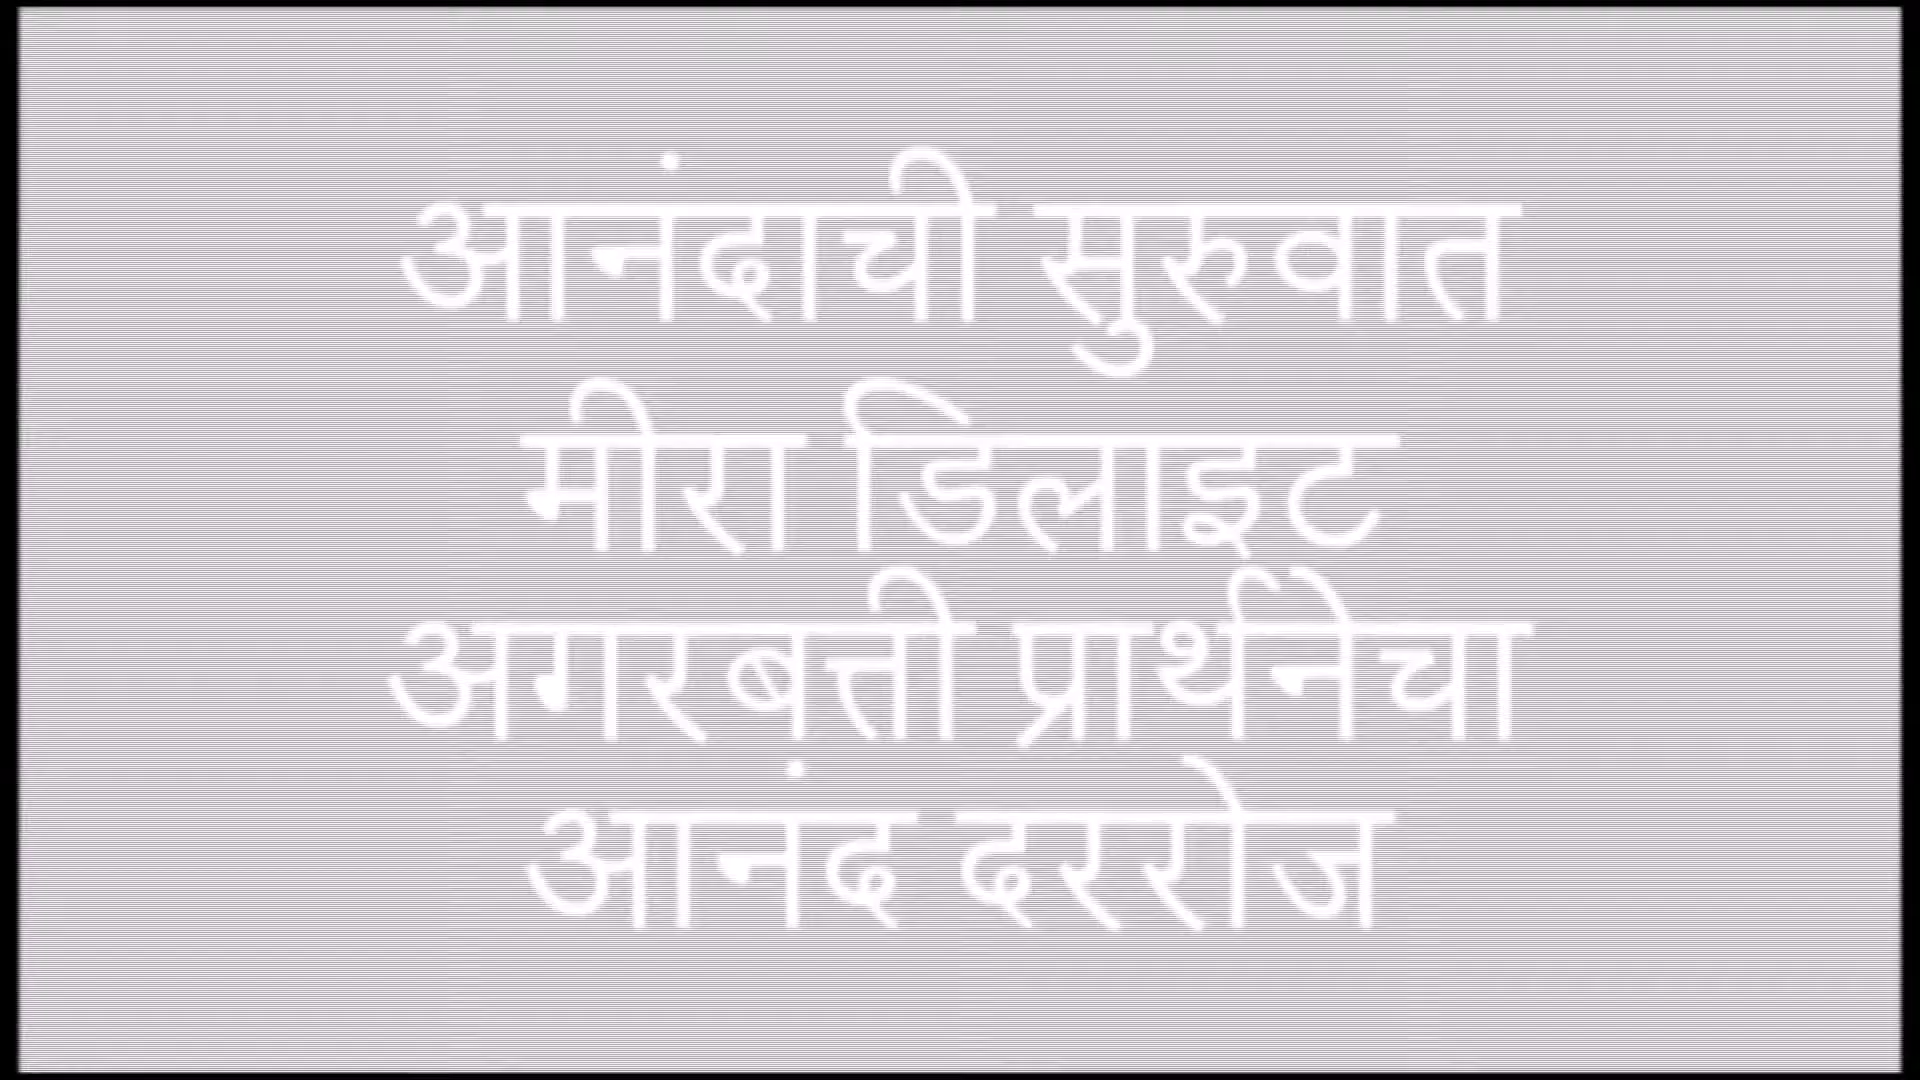 आनंदाची सुरुवात
मीरा डिलाइट
अगरबत्ती प्रार्थनेचा
आनंद दररोज